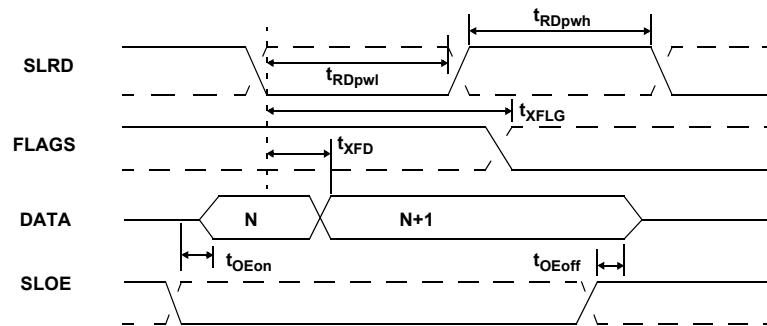 tRDpwh
SLRD
tRDpwl
tXFLG
FLAGS
tXFD
DATA
N
N+1
tOEon
tOEoff
SLOE